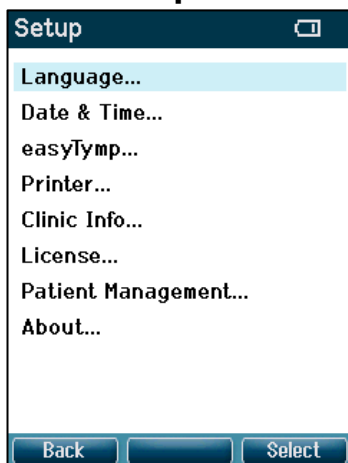 Setup
Language...
Date & Time...
easyTymp...
Printer...
Clinic Info...
License...
Patient Management...
About...
Back Select